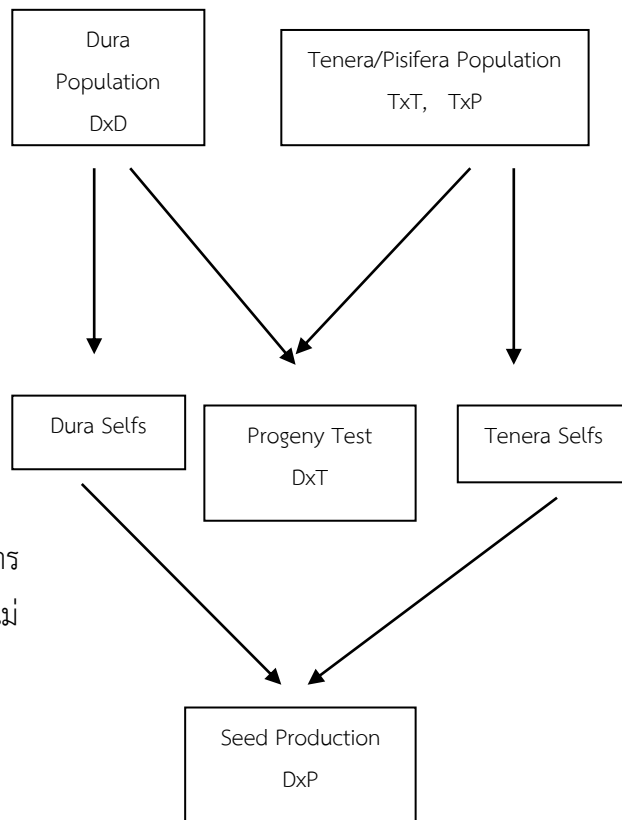 Dura
Population
DxD
Tenera/Pisifera Population
TxT, TxP
Dura Selfs
Progeny Test
DxT
Tenera Selfs
Seed Production
DxP